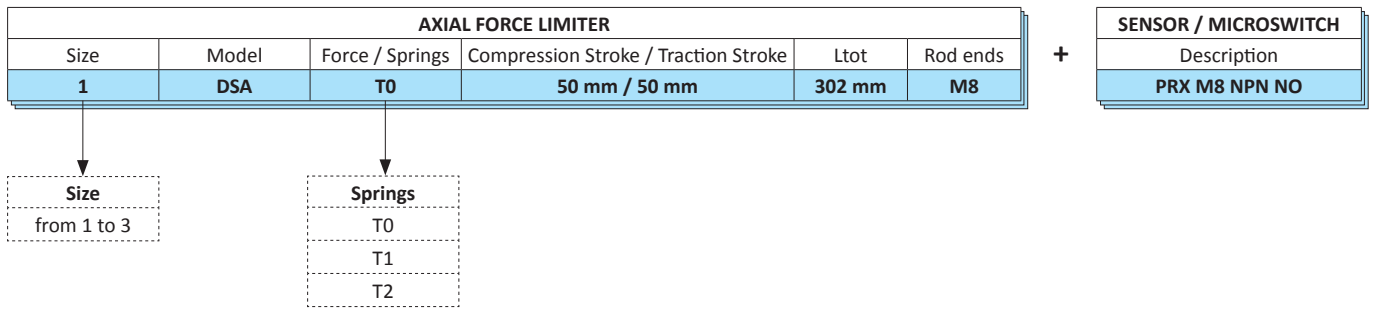 AXIAL FORCE LIMITER
Size Model Force / Springs Compression Stroke / Traction Stroke Ltot Rod ends
1 DSA T0 50 mm / 50 mm 302 mm M8
+
SENSOR / MICROSWITCH
Description
PRX M8 NPN NO
Size
from 1 to 3
Springs
T0
T1
T2